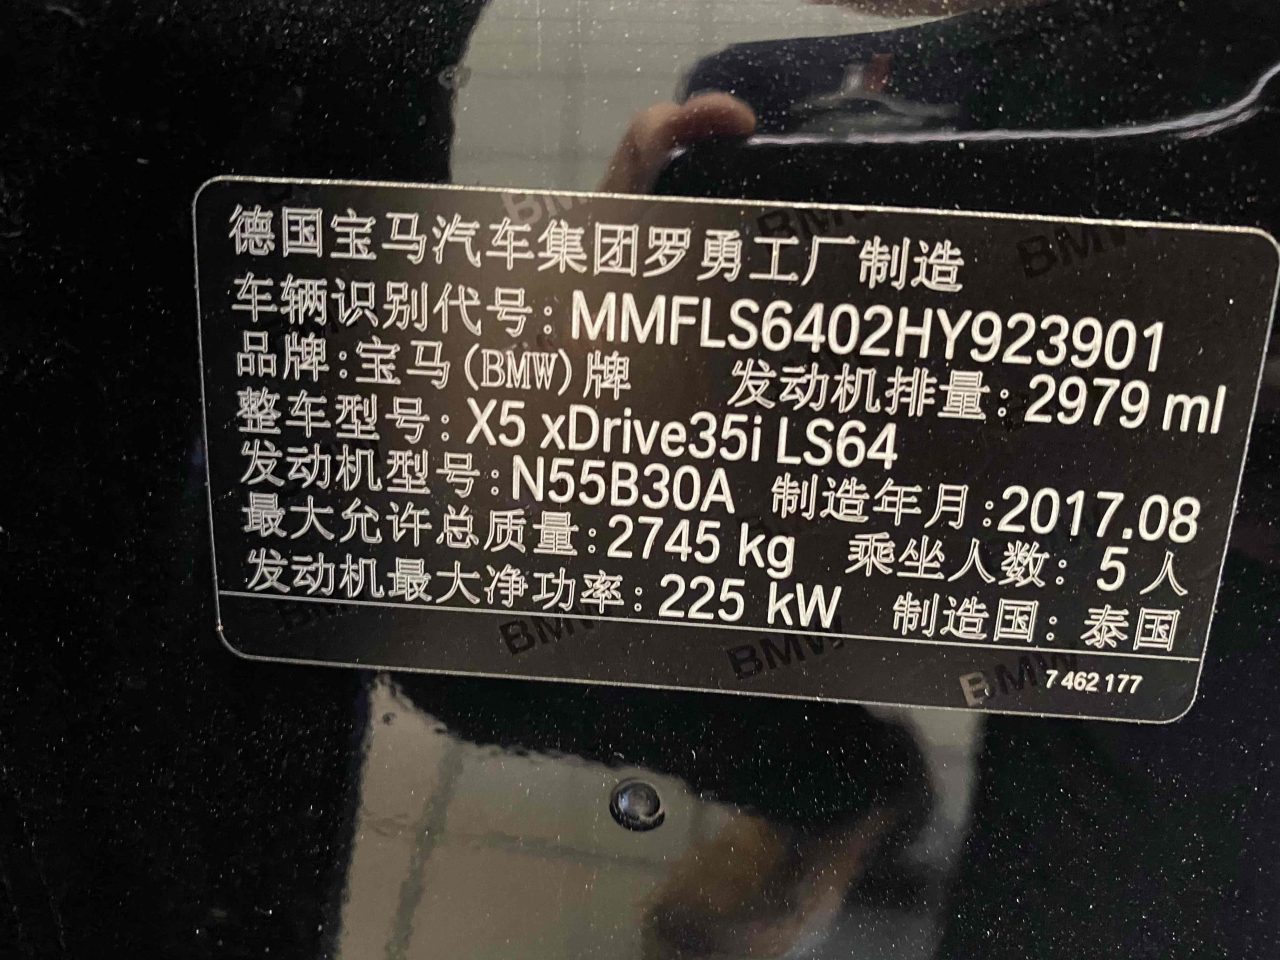 德国宝马汽车集团罗勇工厂制造
车辆识别代号:MMFLS6402HY923901
品牌:宝马(BMW)牌 发动机排量:2979 ml
整车型号:X5 xDrive35i LS64
发动机型号:N55B30A 制造年月:2017.08
最大允许总质量:2745 kg 乘坐人数:5人
发动机最大净功率:225 kW 制造国:泰国
7 462 177